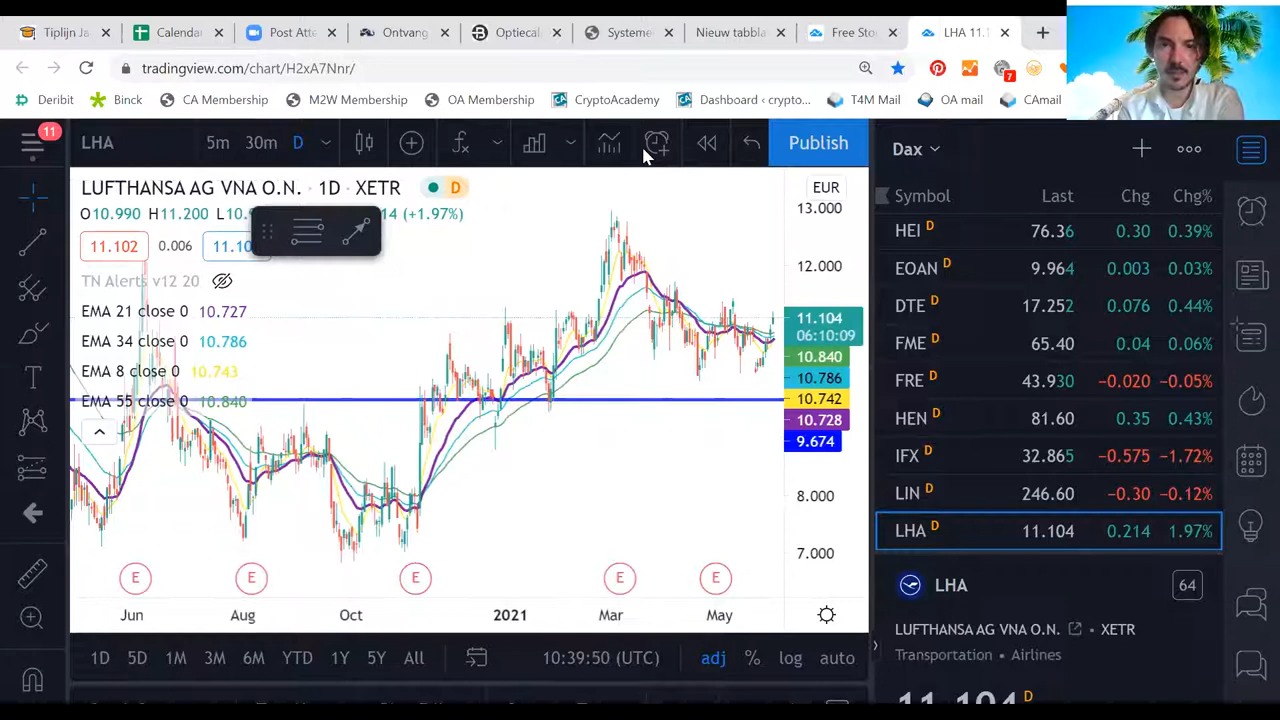 Tiplijn Ja
Calendar
Post Atte
Ontvang
Optiecal
Systeme
Nieuw tabbla
Free Sto
LHA 11.1
tradingview.com/chart/H2xA7Nnr/
7
Deribit
Binck
CA Membership
M2W Membership
OA Membership
CryptoAcademy
Dashboard ‹ crypto...
T4M Mail
OA mail
CAmail
11
LHA
5m
30m
D
Publish
Dax
LUFTHANSA AG VNA O.N. · 1D · XETR
D
EUR
O10.990 H11.200 L10.
14 (+1.97%)
11.102
0.006
11.10
TN Alerts v12 20
EMA 21 close 0 10.727
EMA 34 close 0 10.786
EMA 8 close 0 10.743
EMA 55 close 0 10.840
13.000
12.000
11.104
06:10:09
10.840
10.786
10.742
10.728
9.674
8.000
7.000
E
E
E
E
E
Jun
Aug
Oct
2021
Mar
May
1D
5D
1M
3M
6M
YTD
1Y
5Y
All
10:39:50 (UTC)
adj
%
log
auto
Symbol Last Chg Chg%
HEI D 76.36 0.30 0.39%
EOAN D 9.964 0.003 0.03%
DTE D 17.252 0.076 0.44%
FME D 65.40 0.04 0.06%
FRE D 43.930 −0.020 −0.05%
HEN D 81.60 0.35 0.43%
IFX D 32.865 −0.575 −1.72%
LIN D 246.60 −0.30 −0.12%
LHA D 11.104 0.214 1.97%
LHA
64
LUFTHANSA AG VNA O.N. · XETR
Transportation · Airlines
11.104 D